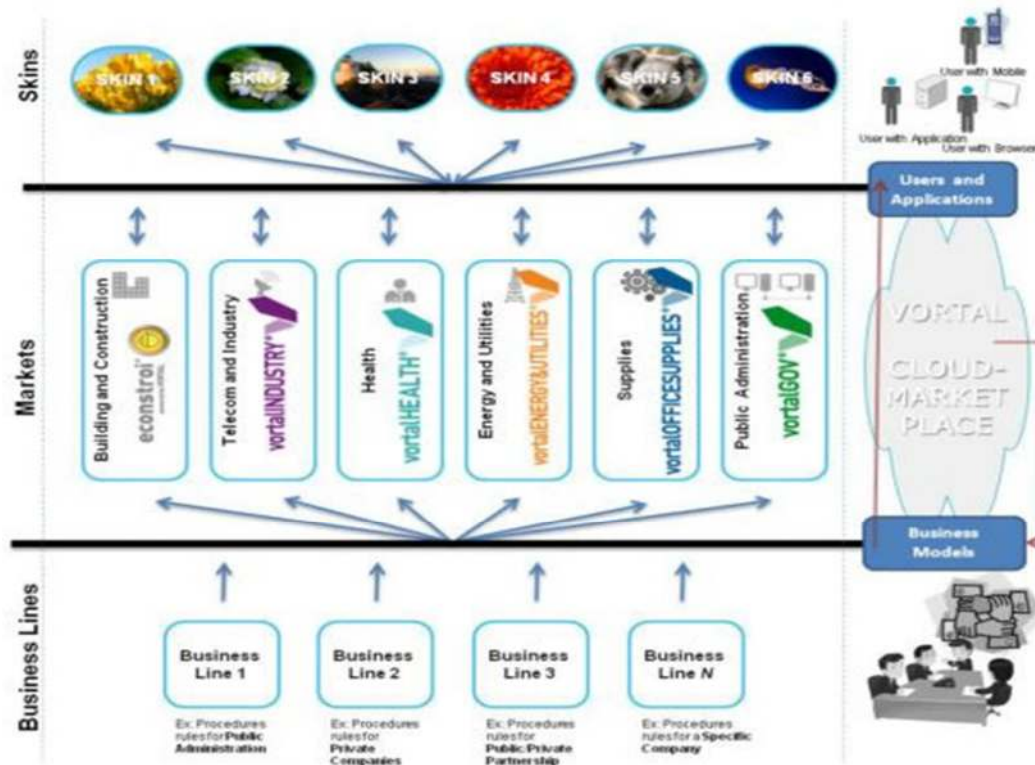 Skins
SKIN 1
SKIN 2
SKIN 3
SKIN 4
SKIN 5
SKIN 6
User with Mobile
User with Application
User with Browser
Users and
Applications
Markets
Building and Construction
econstroi
Telecom and Industry
vortalINDUSTRY
Health
vortalHEALTH
Energy and Utilities
vortalENERGY&UTILITIES
Supplies
vortalOFFICESUPPLIES
Public Administration
vortalGOV
VORTAL
CLOUD-
MARKET
PLACE
Business
Models
Business Lines
Business
Line 1
Ex: Procedures
rules for Public
Administration
Business
Line 2
Ex: Procedures
rules for
Private
Companies
Business
Line 3
Ex: Procedures
rules for
Public/Private
Partnership
Business
Line N
Ex: Procedures
rules for a Specific
Company